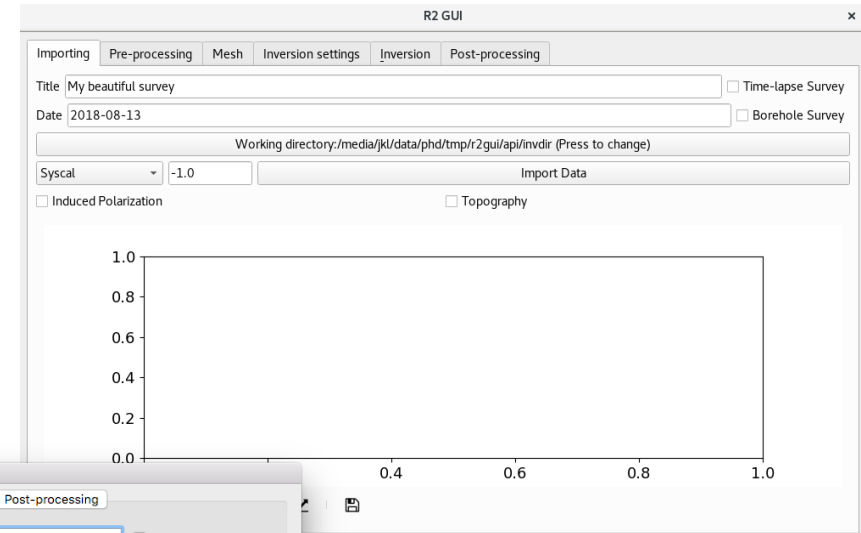 R2 GUI ×
Importing Pre-processing Mesh Inversion settings Inversion Post-processing
Title My beautiful survey Time-lapse Survey
Date 2018-08-13 Borehole Survey
Working directory:/media/jkl/data/phd/tmp/r2gui/api/invdir (Press to change)
Syscal -1.0 Import Data
Induced Polarization Topography
1.0
0.8
0.6
0.4
0.2
0.0
0.4 0.6 0.8 1.0
Post-processing